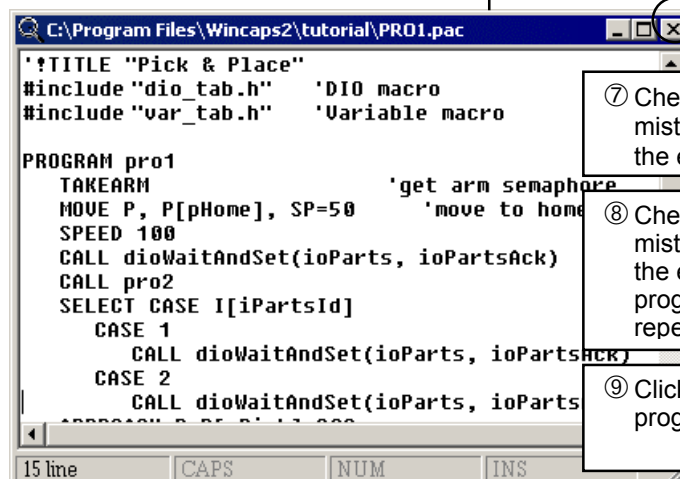 C:\Program Files\Wincaps2\tutorial\PRO1.pac
'!TITLE "Pick & Place"
#include "dio_tab.h" 'DIO macro
#include "var_tab.h" 'Variable macro
PROGRAM pro1
TAKEARM 'get arm semaphore
MOVE P, P[pHome], SP=50 'move to home
SPEED 100
CALL dioWaitAndSet(ioParts, ioPartsAck)
CALL pro2
SELECT CASE I[iPartsId]
CASE 1
CALL dioWaitAndSet(ioParts, ioPartsACK)
CASE 2
CALL dioWaitAndSet(ioParts, ioParts
15 line CAPS NUM INS
⑦ Che
mist
the e
⑧ Che
mist
the e
prog
repe
⑨ Clic
prog